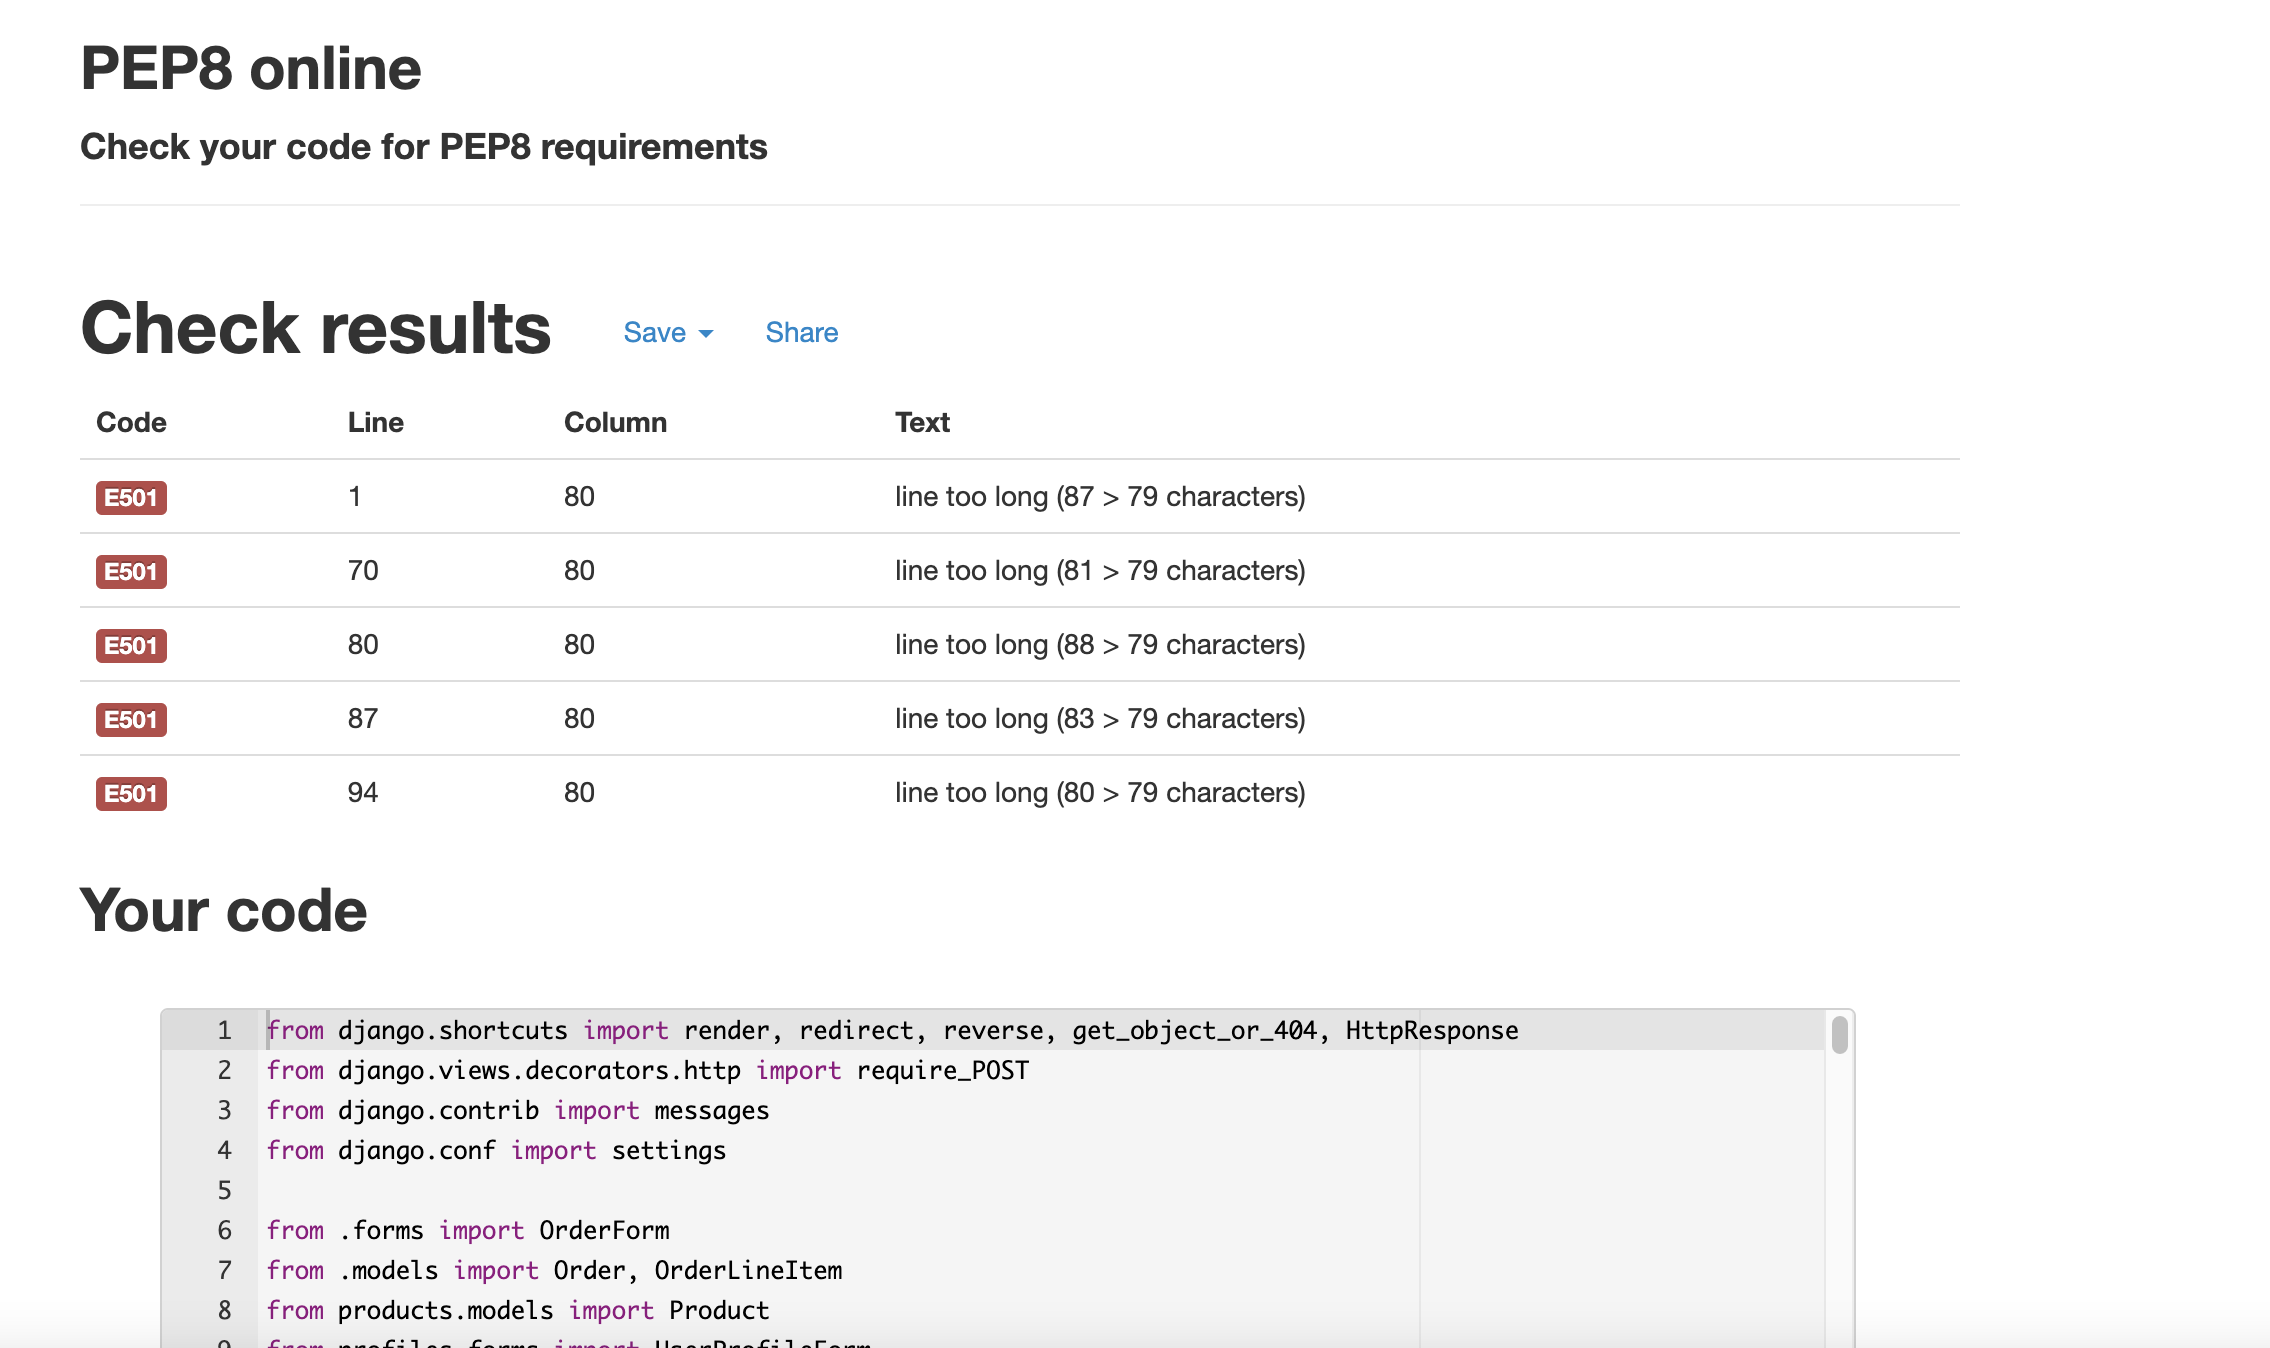 PEP8 online
Check your code for PEP8 requirements
Check results Save Share
Code Line Column Text
E501 1 80 line too long (87 > 79 characters)
E501 70 80 line too long (81 > 79 characters)
E501 80 80 line too long (88 > 79 characters)
E501 87 80 line too long (83 > 79 characters)
E501 94 80 line too long (80 > 79 characters)
Your code
1 from django.shortcuts import render, redirect, reverse, get_object_or_404, HttpResponse
2 from django.views.decorators.http import require_POST
3 from django.contrib import messages
4 from django.conf import settings
5
6 from .forms import OrderForm
7 from .models import Order, OrderLineItem
8 from products.models import Product
9 from profiles.forms import UserProfileForm